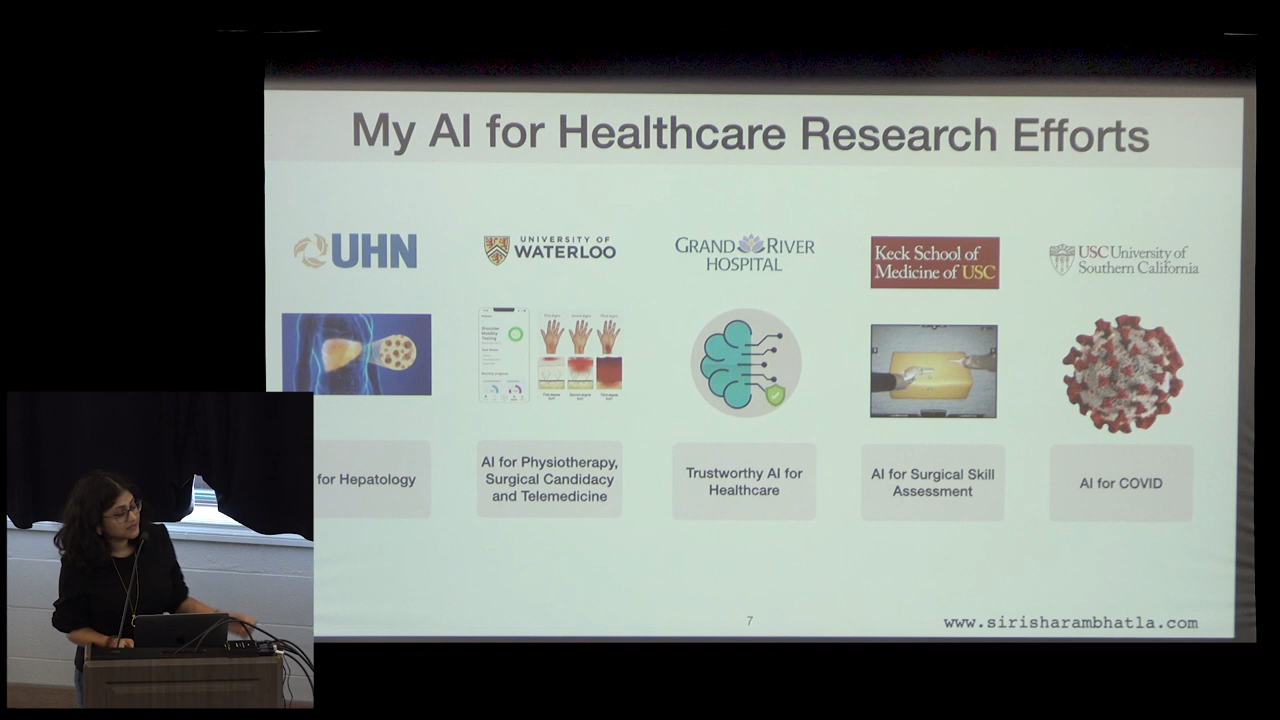 My AI for Healthcare Research Efforts
UHN
UNIVERSITY OF
WATERLOO
GRAND RIVER
HOSPITAL
Keck School of
Medicine of USC
USC University of
Southern California
for Hepatology
AI for Physiotherapy,
Surgical Candidacy
and Telemedicine
Trustworthy AI for
Healthcare
AI for Surgical Skill
Assessment
AI for COVID
7
www.sirisharambhatla.com